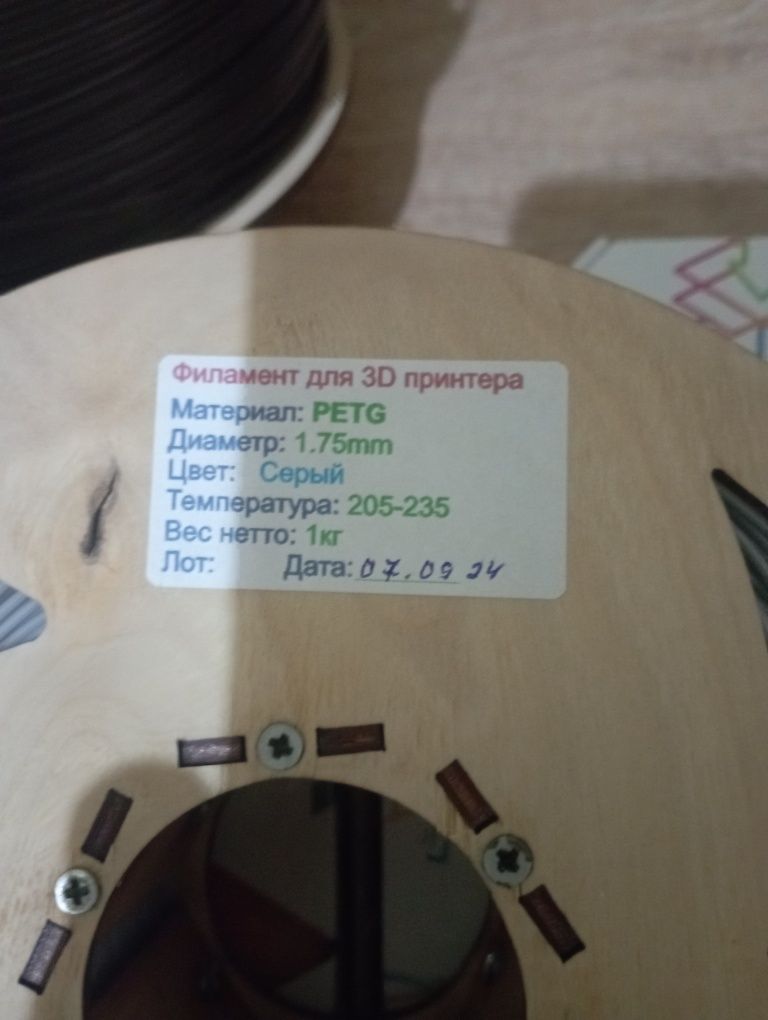 Филамент для 3D принтера
Материал: PETG
Диаметр: 1.75mm
Цвет: Серый
Температура: 205-235
Вес нетто: 1кг
Лот: Дата: 07.09 24